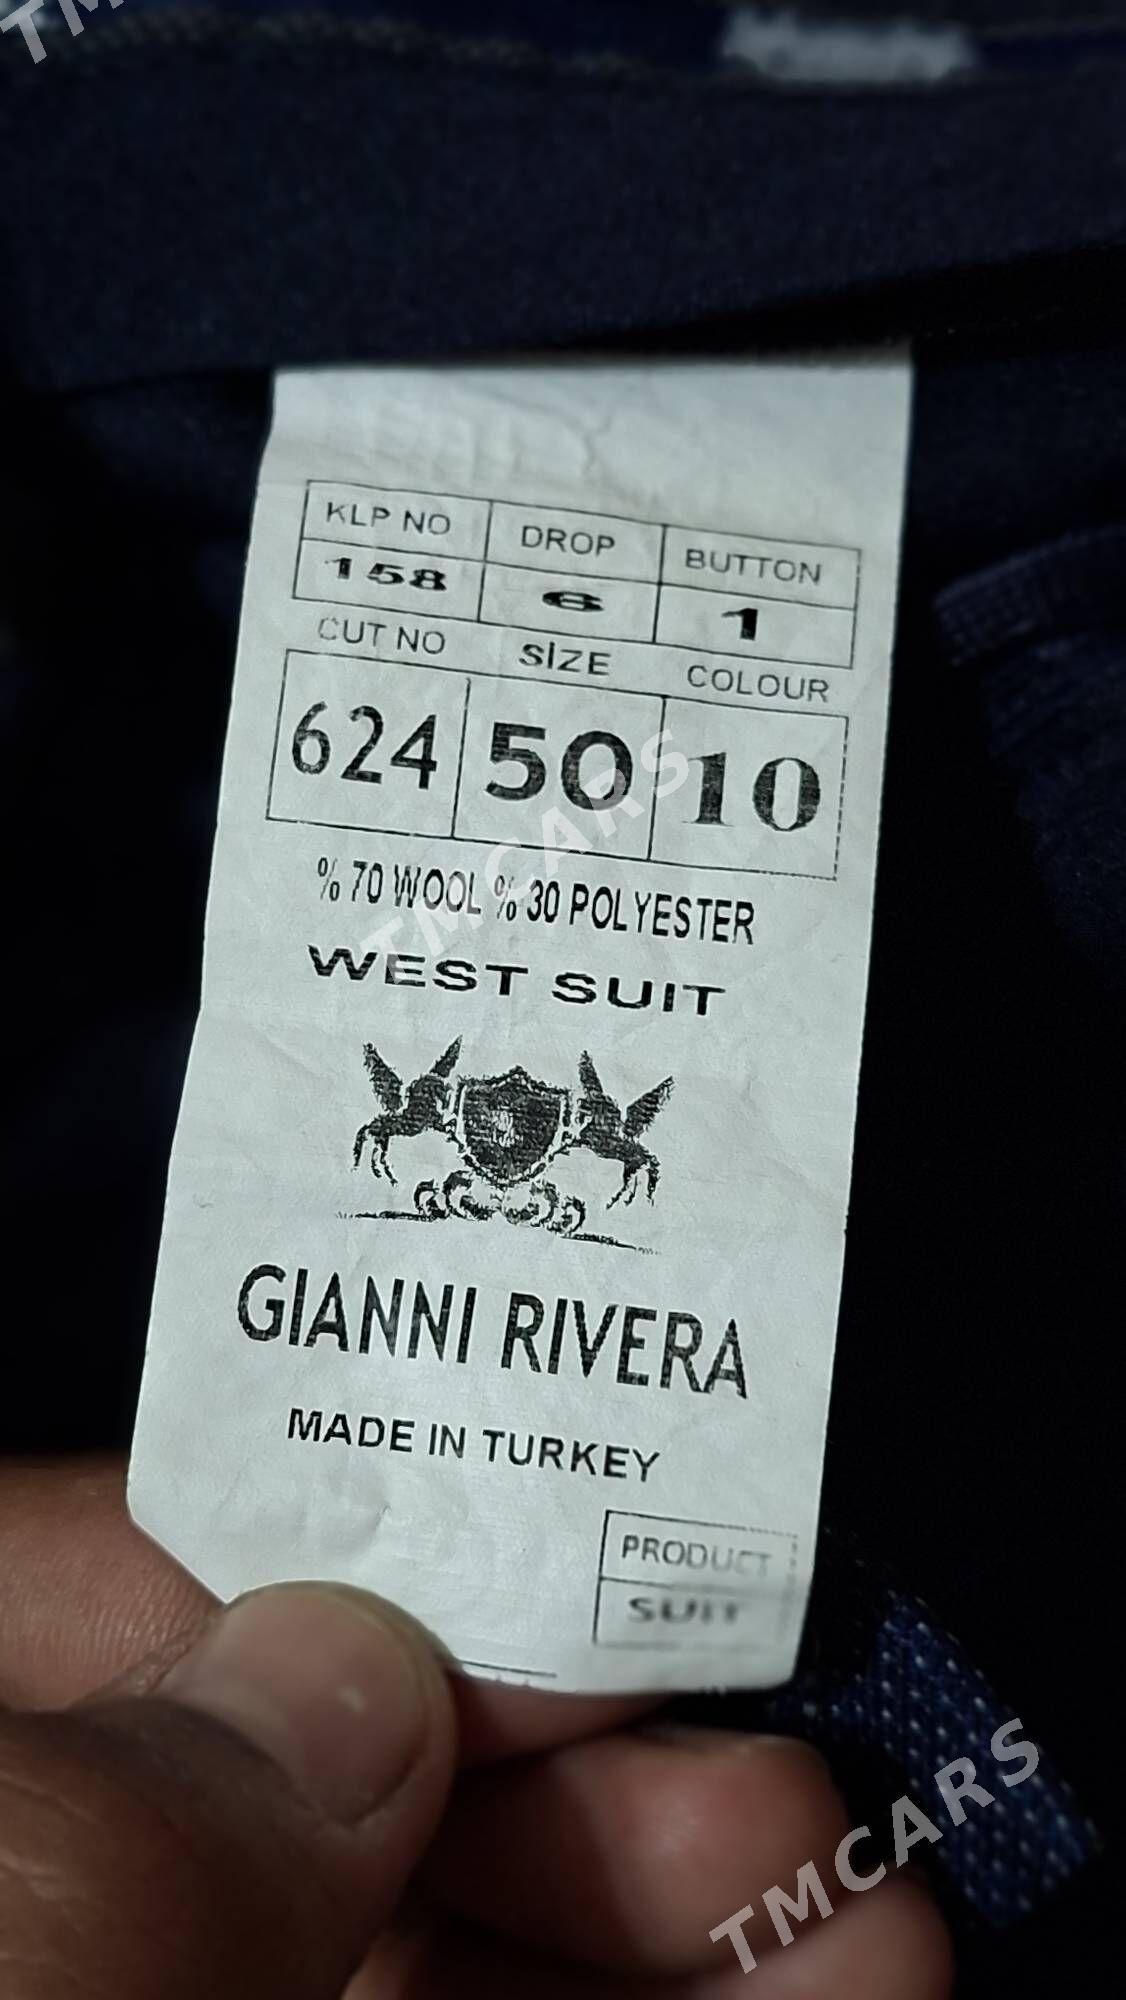 TM
KLP NO DROP BUTTON
158 6 1
CUT NO SİZE COLOUR
624 50 10
% 70 WOOL % 30 POLYESTER
WEST SUIT
GIANNI RIVERA
MADE IN TURKEY
PRODUCT
SUIT
TMCARS
TMCARS